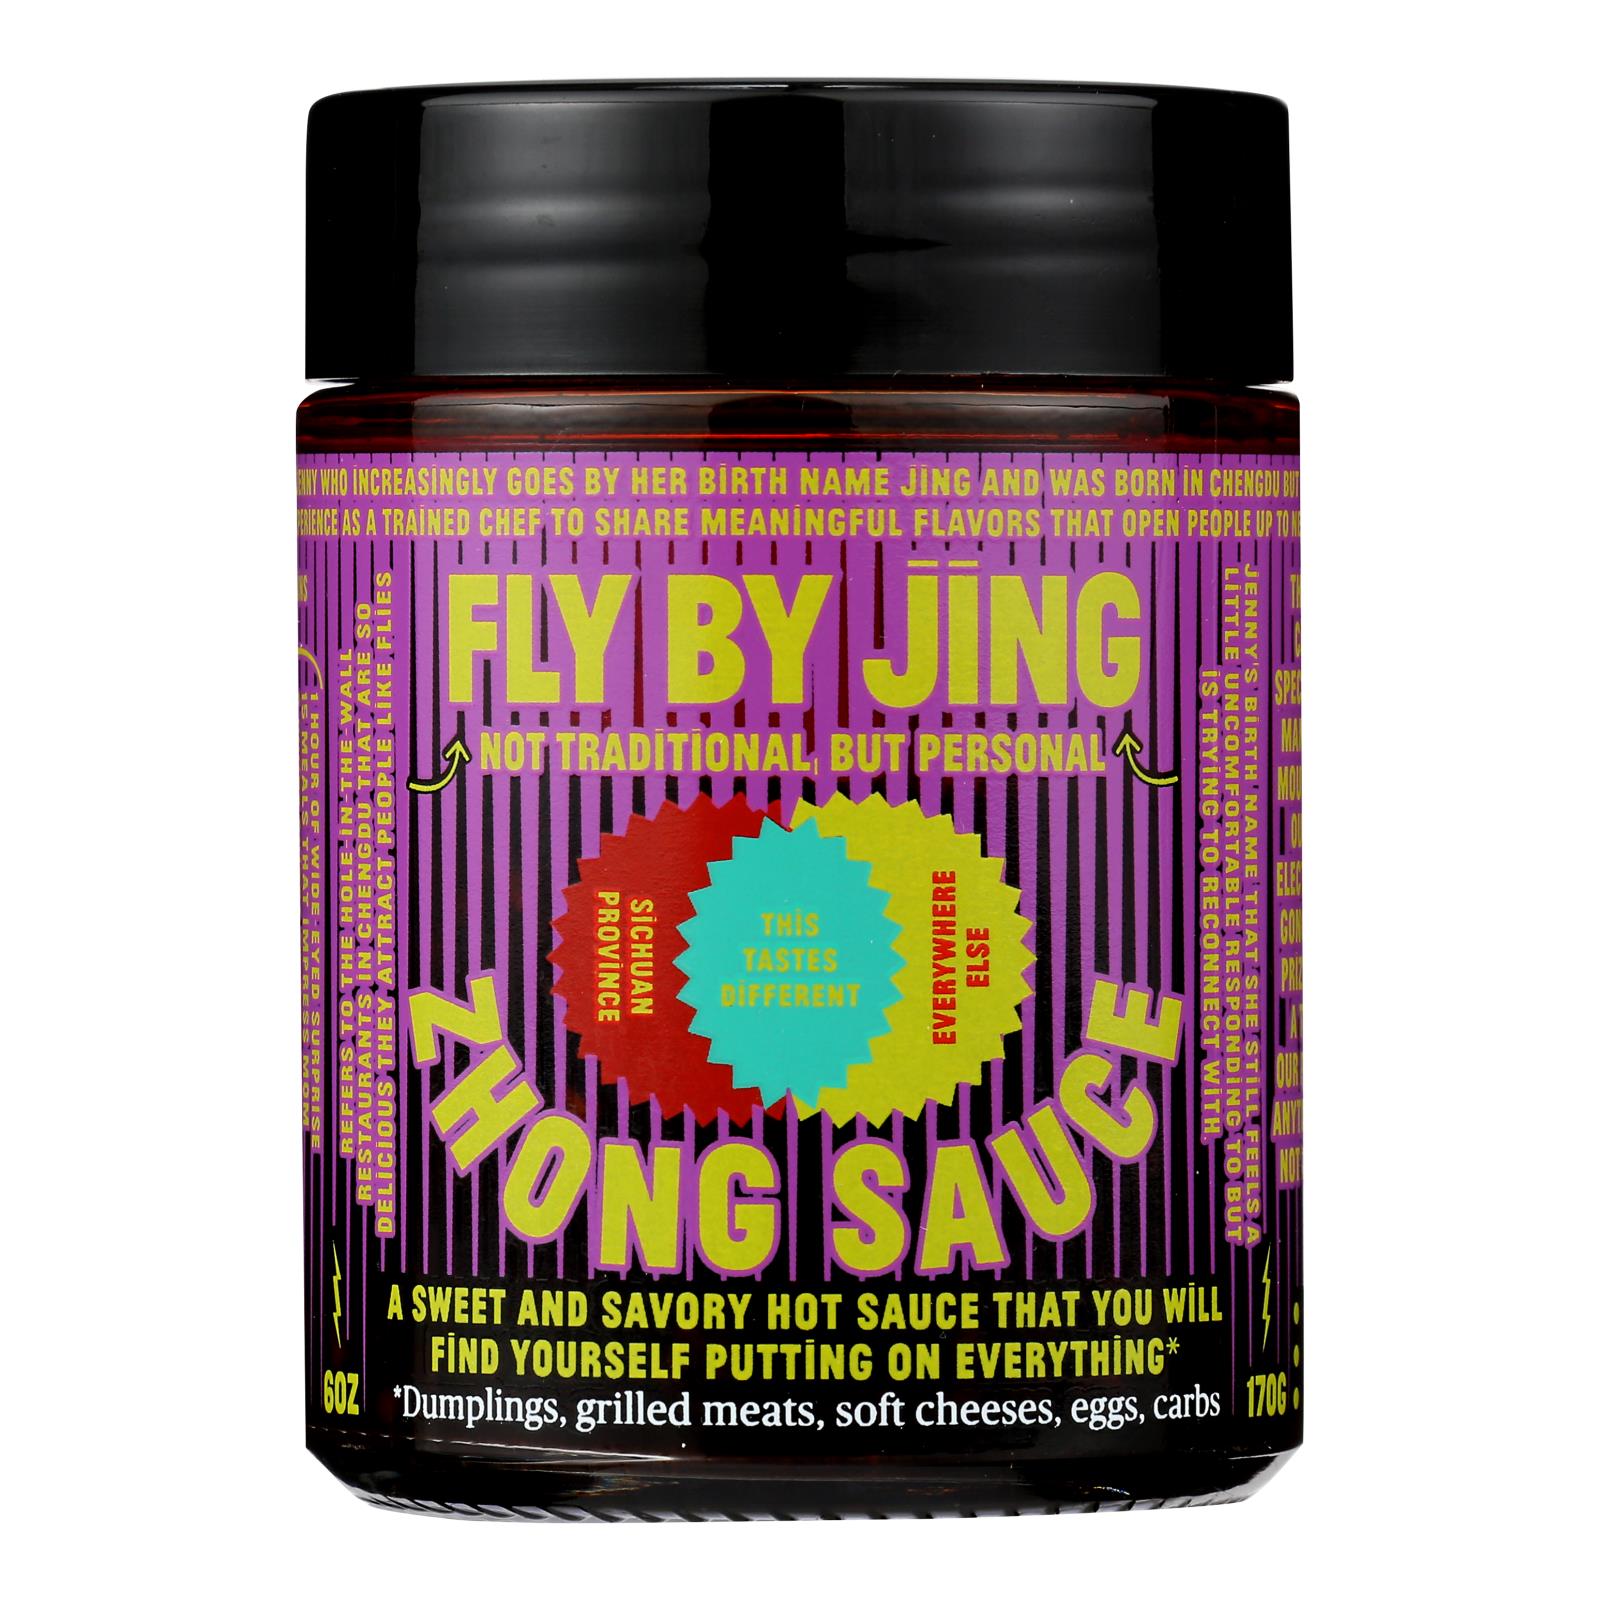 JENNY WHO INCREASINGLY GOES BY HER BIRTH NAME JING AND WAS BORN IN CHENGDU BUT
EXPERIENCE AS A TRAINED CHEF TO SHARE MEANINGFUL FLAVORS THAT OPEN PEOPLE UP TO
FLY BY JING
NOT TRADITIONAL, BUT PERSONAL
1 HOUR OF WIDE-EYED SURPRISE
IS MEALS THAT IMPRESS MOM
REFERS TO THE HOLE-IN-THE-WALL
RESTAURANTS IN CHENGDU THAT ARE SO
DELICIOUS THEY ATTRACT PEOPLE LIKE FLIES
JENNY'S BIRTH NAME THAT SHE STILL FEELS A
LITTLE UNCOMFORTABLE RESPONDING TO BUT
IS TRYING TO RECONNECT WITH
SICHUAN
PROVINCE
THIS
TASTES
DIFFERENT
EVERYWHERE
ELSE
ZHONG SAUCE
A SWEET AND SAVORY HOT SAUCE THAT YOU WILL
FIND YOURSELF PUTTING ON EVERYTHING*
*Dumplings, grilled meats, soft cheeses, eggs, carbs
6OZ
170G